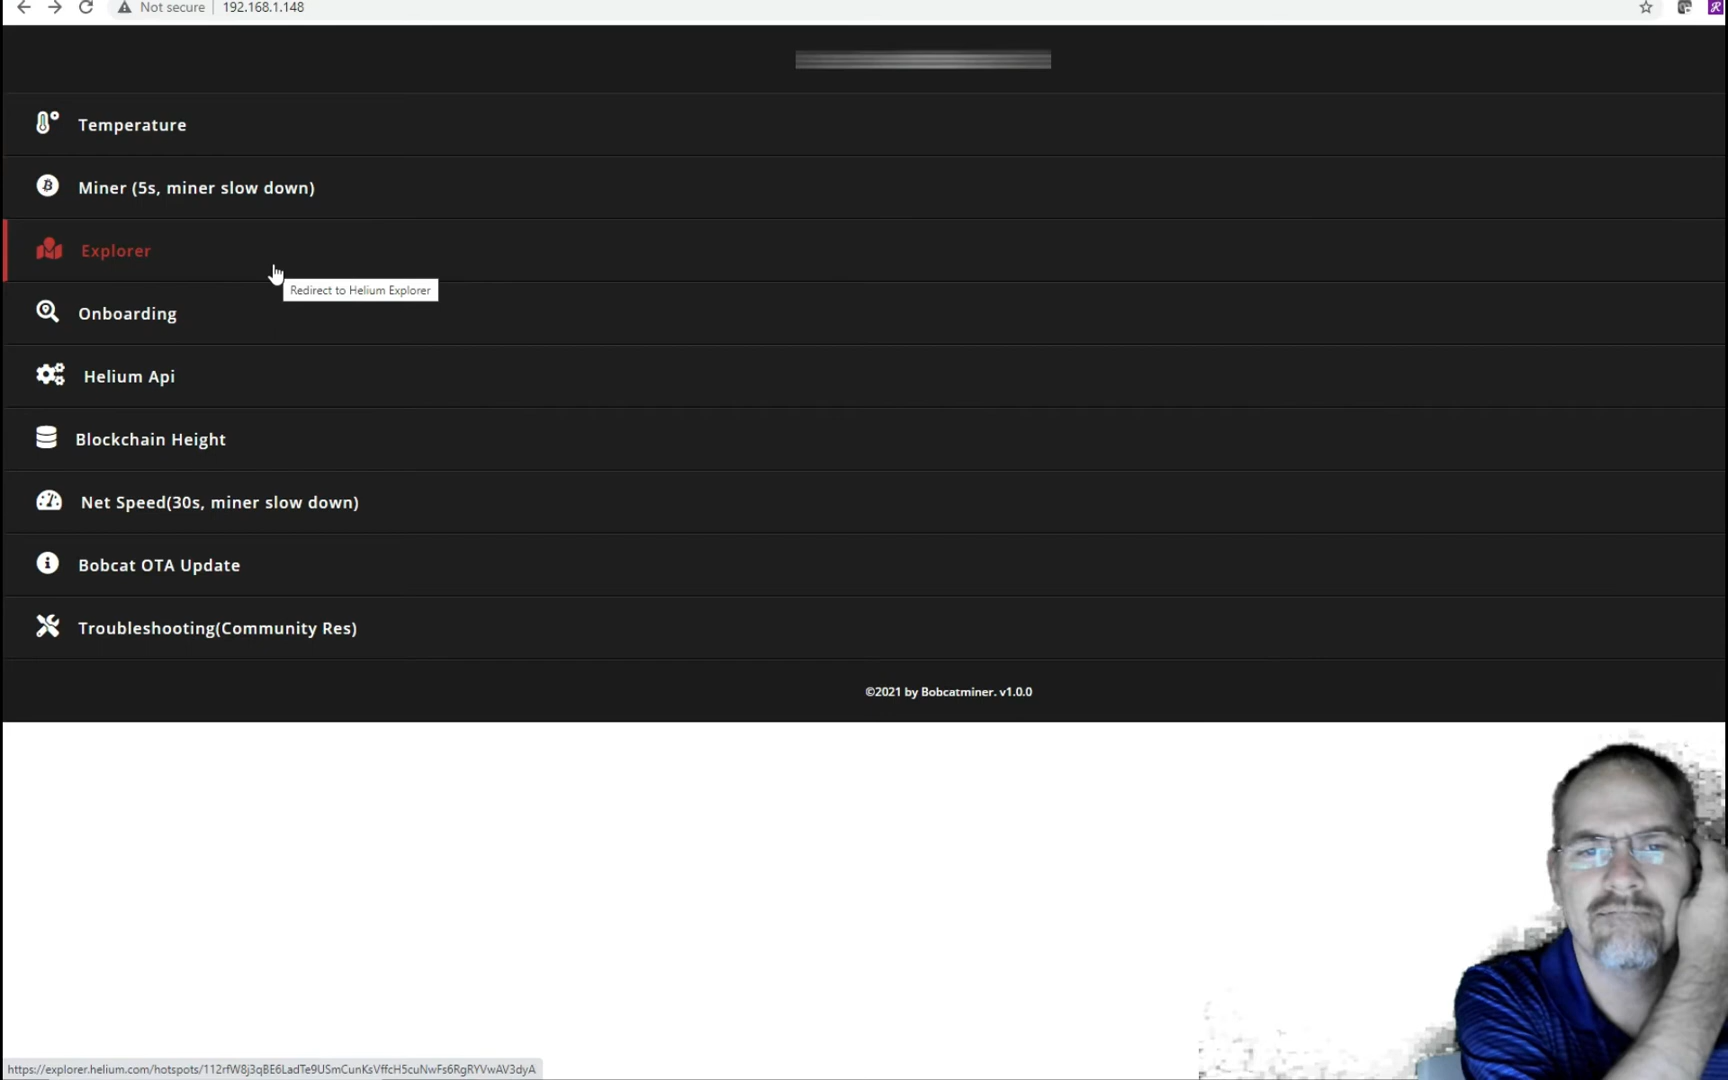 Not secure
192.168.1.148
Temperature
Miner (5s, miner slow down)
Explorer
Redirect to Helium Explorer
Onboarding
Helium Api
Blockchain Height
Net Speed(30s, miner slow down)
Bobcat OTA Update
Troubleshooting(Community Res)
©2021 by Bobcatminer. v1.0.0
https://explorer.helium.com/hotspots/112rfW8j3qBE6LadTe9USmCunKsVffcH5cuNwFs6RgRYVwAV3dyA